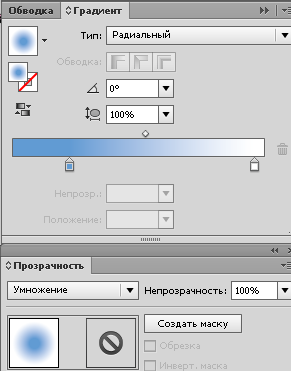 Обводка Градиент
Тип: Радиальный
Обводка:
0°
100%
Непрозр.:
Положение:
Прозрачность
Умножение Непрозрачность: 100%
Создать маску
Обрезка
Инверт. маска